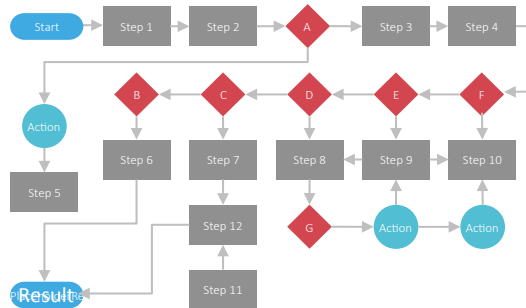 Start
Step 1
Step 2
A
Step 3
Step 4
B
C
D
E
F
Action
Step 6
Step 7
Step 8
Step 9
Step 10
Step 5
Step 12
G
Action
Action
Step 11
Result